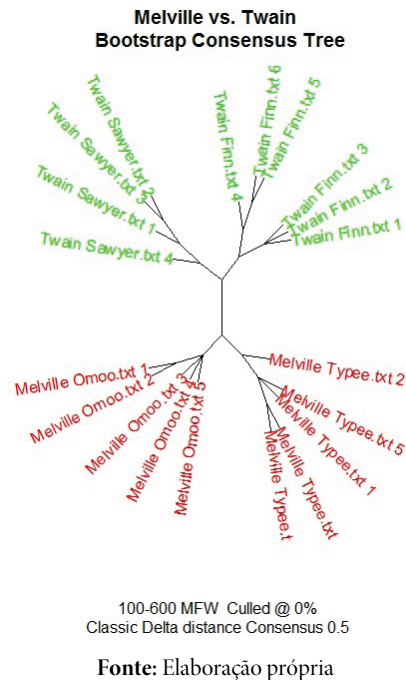 Melville vs. Twain
Bootstrap Consensus Tree
Twain Sawyer.txt 2
Twain Sawyer.txt 3
Twain Sawyer.txt 1
Twain Sawyer.txt 4
Twain Finn.txt 4
Twain Finn.txt 6
Twain Finn.txt 5
Twain Finn.txt 3
Twain Finn.txt 2
Twain Finn.txt 1
Melville Omoo.txt 1
Melville Omoo.txt 2
Melville Omoo.txt 3
Melville Omoo.txt 4
Melville Omoo.txt 5
Melville Typee.txt 2
Melville Typee.txt 5
Melville Typee.txt 1
Melville Typee.txt
Melville Typee.t
100-600 MFW Culled @ 0%
Classic Delta distance Consensus 0.5
Fonte: Elaboração própria